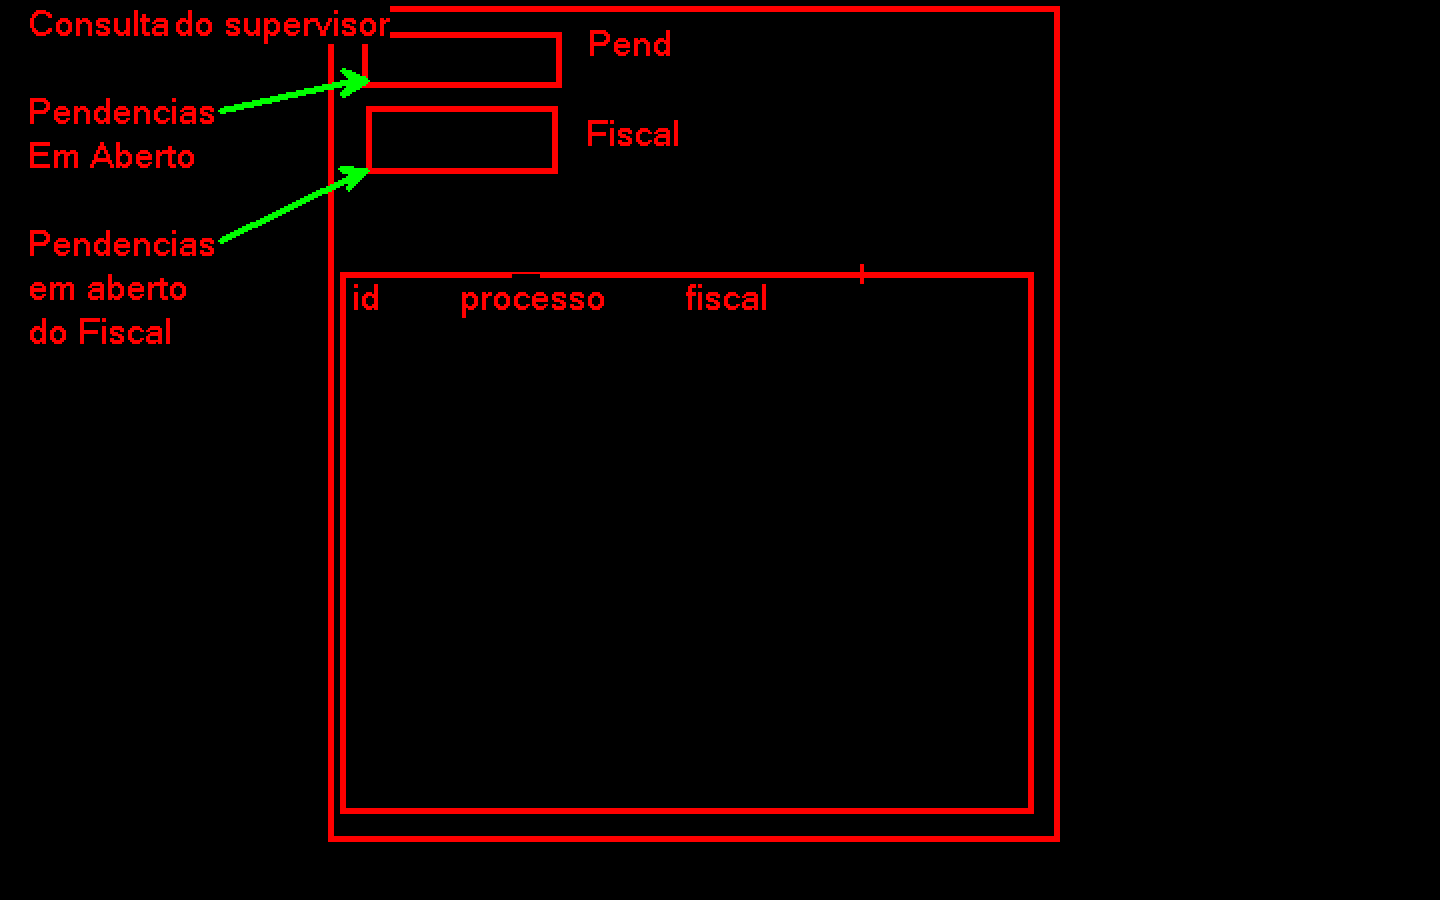 Consulta do supervisor
Pend
Pendencias
Em Aberto
Fiscal
Pendencias
em aberto
do Fiscal
id processo fiscal